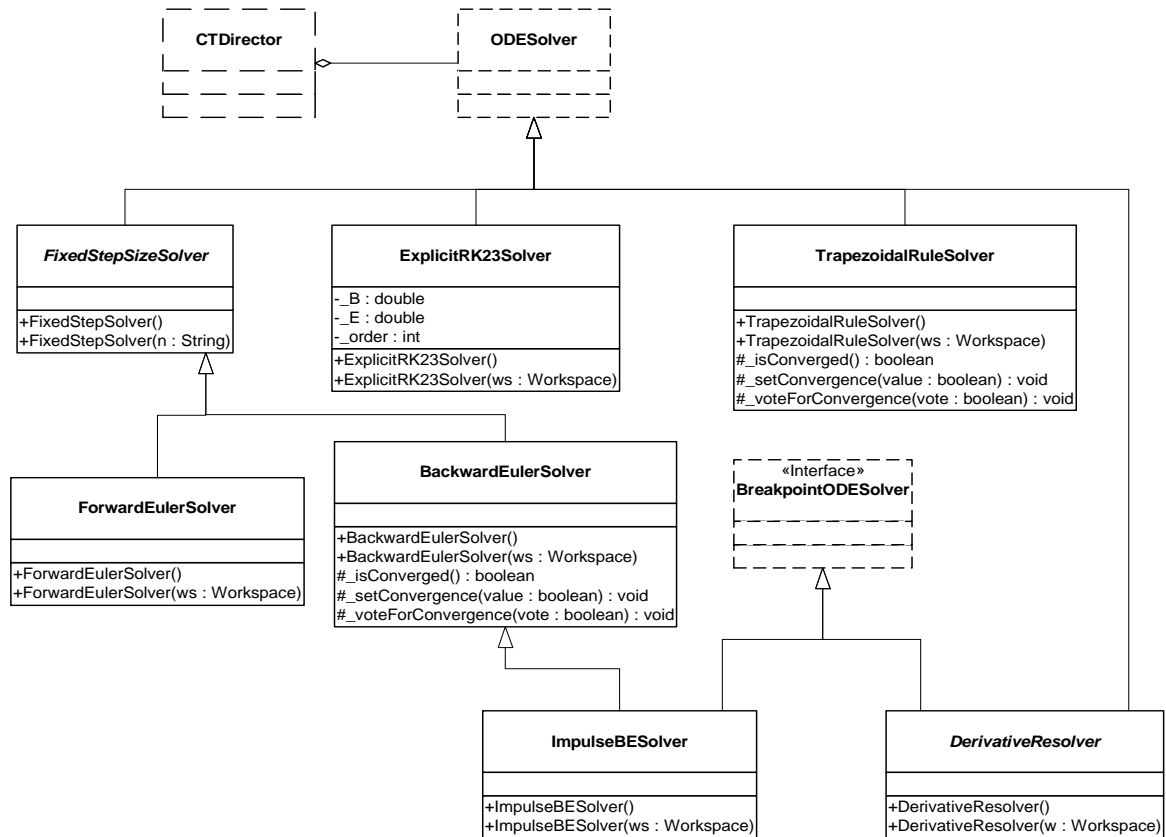 CTDirector
ODESolver
FixedStepSizeSolver
+FixedStepSolver()
+FixedStepSolver(n : String)
ExplicitRK23Solver
-_B : double
-_E : double
-_order : int
+ExplicitRK23Solver()
+ExplicitRK23Solver(ws : Workspace)
TrapezoidalRuleSolver
+TrapezoidalRuleSolver()
+TrapezoidalRuleSolver(ws : Workspace)
#_isConverged() : boolean
#_setConvergence(value : boolean) : void
#_voteForConvergence(vote : boolean) : void
ForwardEulerSolver
+ForwardEulerSolver()
+ForwardEulerSolver(ws : Workspace)
BackwardEulerSolver
+BackwardEulerSolver()
+BackwardEulerSolver(ws : Workspace)
#_isConverged() : boolean
#_setConvergence(value : boolean) : void
#_voteForConvergence(vote : boolean) : void
«Interface»
BreakpointODESolver
ImpulseBESolver
+ImpulseBESolver()
+ImpulseBESolver(ws : Workspace)
DerivativeResolver
+DerivativeResolver()
+DerivativeResolver(w : Workspace)